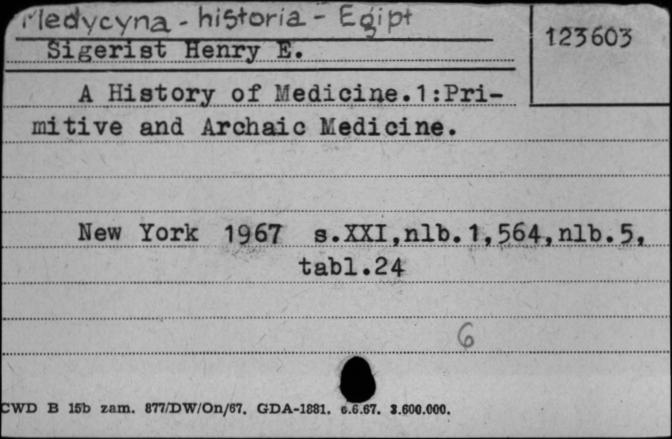 Medycyna - historia - Egipt
123603
Sigerist Henry E.
A History of Medicine.1:Pri-
mitive and Archaic Medicine.
New York 1967 s.XXI,nlb.1,564,nlb.5,
tabl.24
6
CWD B 15b zam. 877/DW/On/67. GDA-1881. 6.6.67. 3.600.000.